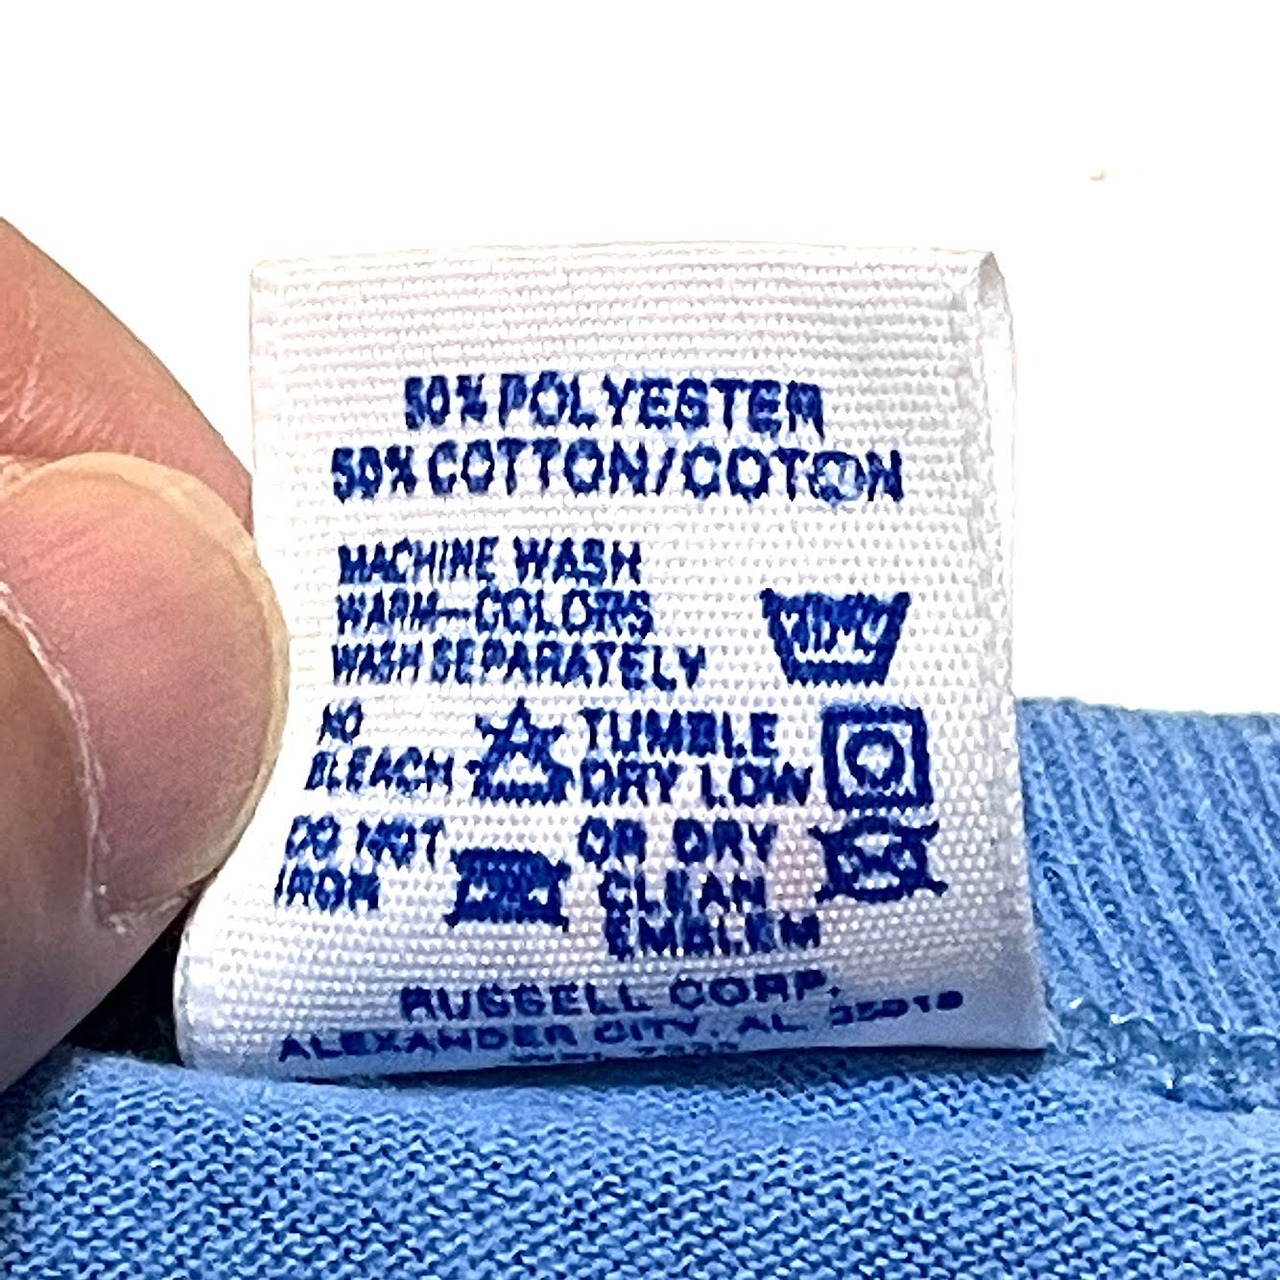 50% POLYESTER
50% COTTON/COTON
MACHINE WASH
WARM—COLORS
WASH SEPARATELY
NO
BLEACH
TUMBLE
DRY LOW
DO NOT
IRON
OR DRY
CLEAN
EMBLEM
RUSSELL CORP.
ALEXANDER CITY, AL. 35010